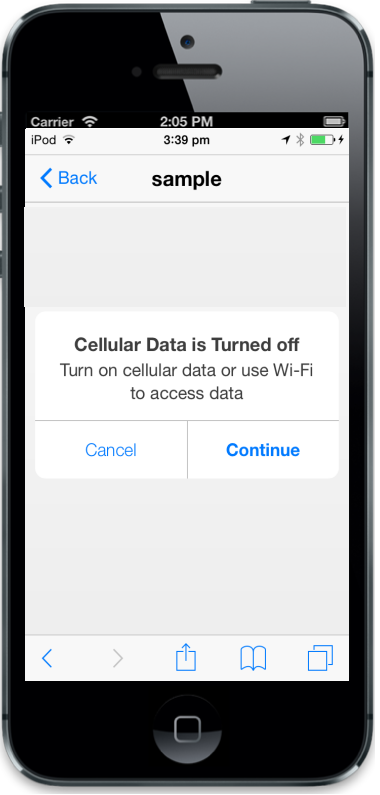 Carrier 2:05 PM
iPod 3:39 pm
Back sample
Cellular Data is Turned off
Turn on cellular data or use Wi-Fi
to access data
Cancel Continue